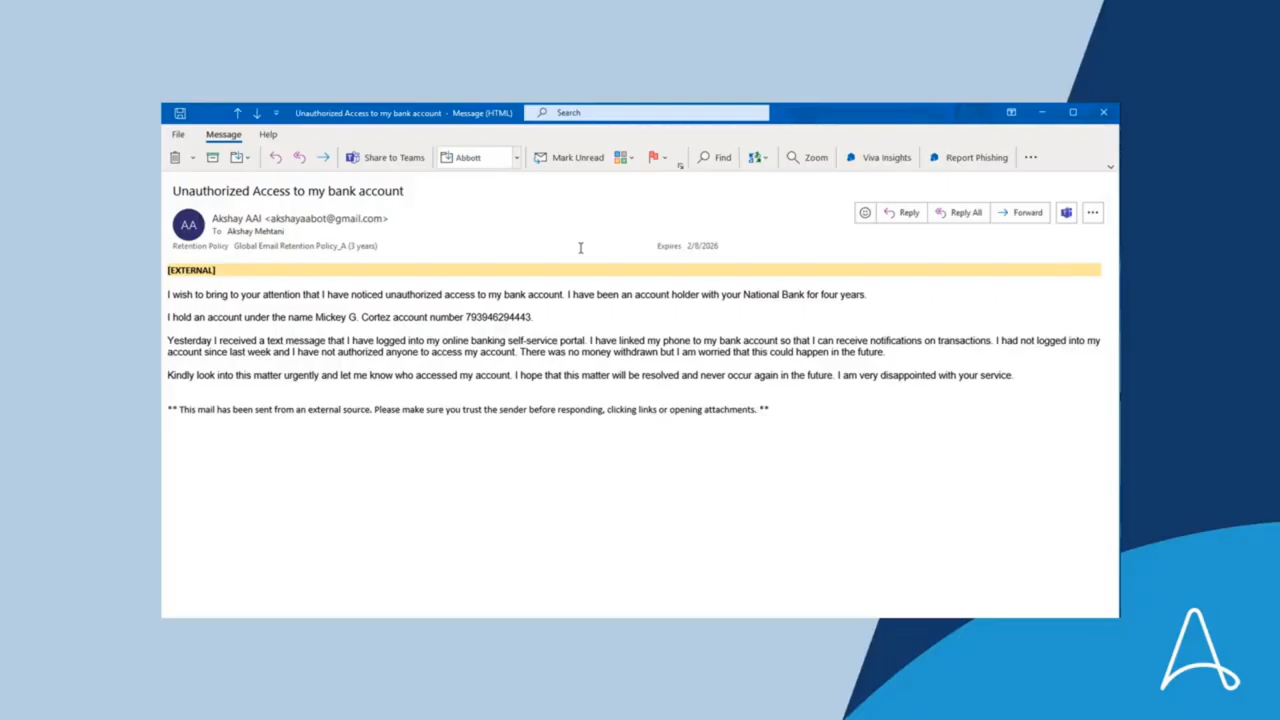 Unauthorized Access to my bank account - Message (HTML)
Search
File Message Help
Share to Teams Abbott Mark Unread Find Zoom Viva Insights Report Phishing
Unauthorized Access to my bank account
AA
Akshay AAI <akshayaabot@gmail.com>
To Akshay Mehtani
Reply Reply All Forward
Retention Policy Global Email Retention Policy_A (3 years) Expires 2/8/2026
[EXTERNAL]
I wish to bring to your attention that I have noticed unauthorized access to my bank account. I have been an account holder with your National Bank for four years.
I hold an account under the name Mickey G. Cortez account number 793946294443.
Yesterday I received a text message that I have logged into my online banking self-service portal. I have linked my phone to my bank account so that I can receive notifications on transactions. I had not logged into my
account since last week and I have not authorized anyone to access my account. There was no money withdrawn but I am worried that this could happen in the future.
Kindly look into this matter urgently and let me know who accessed my account. I hope that this matter will be resolved and never occur again in the future. I am very disappointed with your service.
** This mail has been sent from an external source. Please make sure you trust the sender before responding, clicking links or opening attachments. **